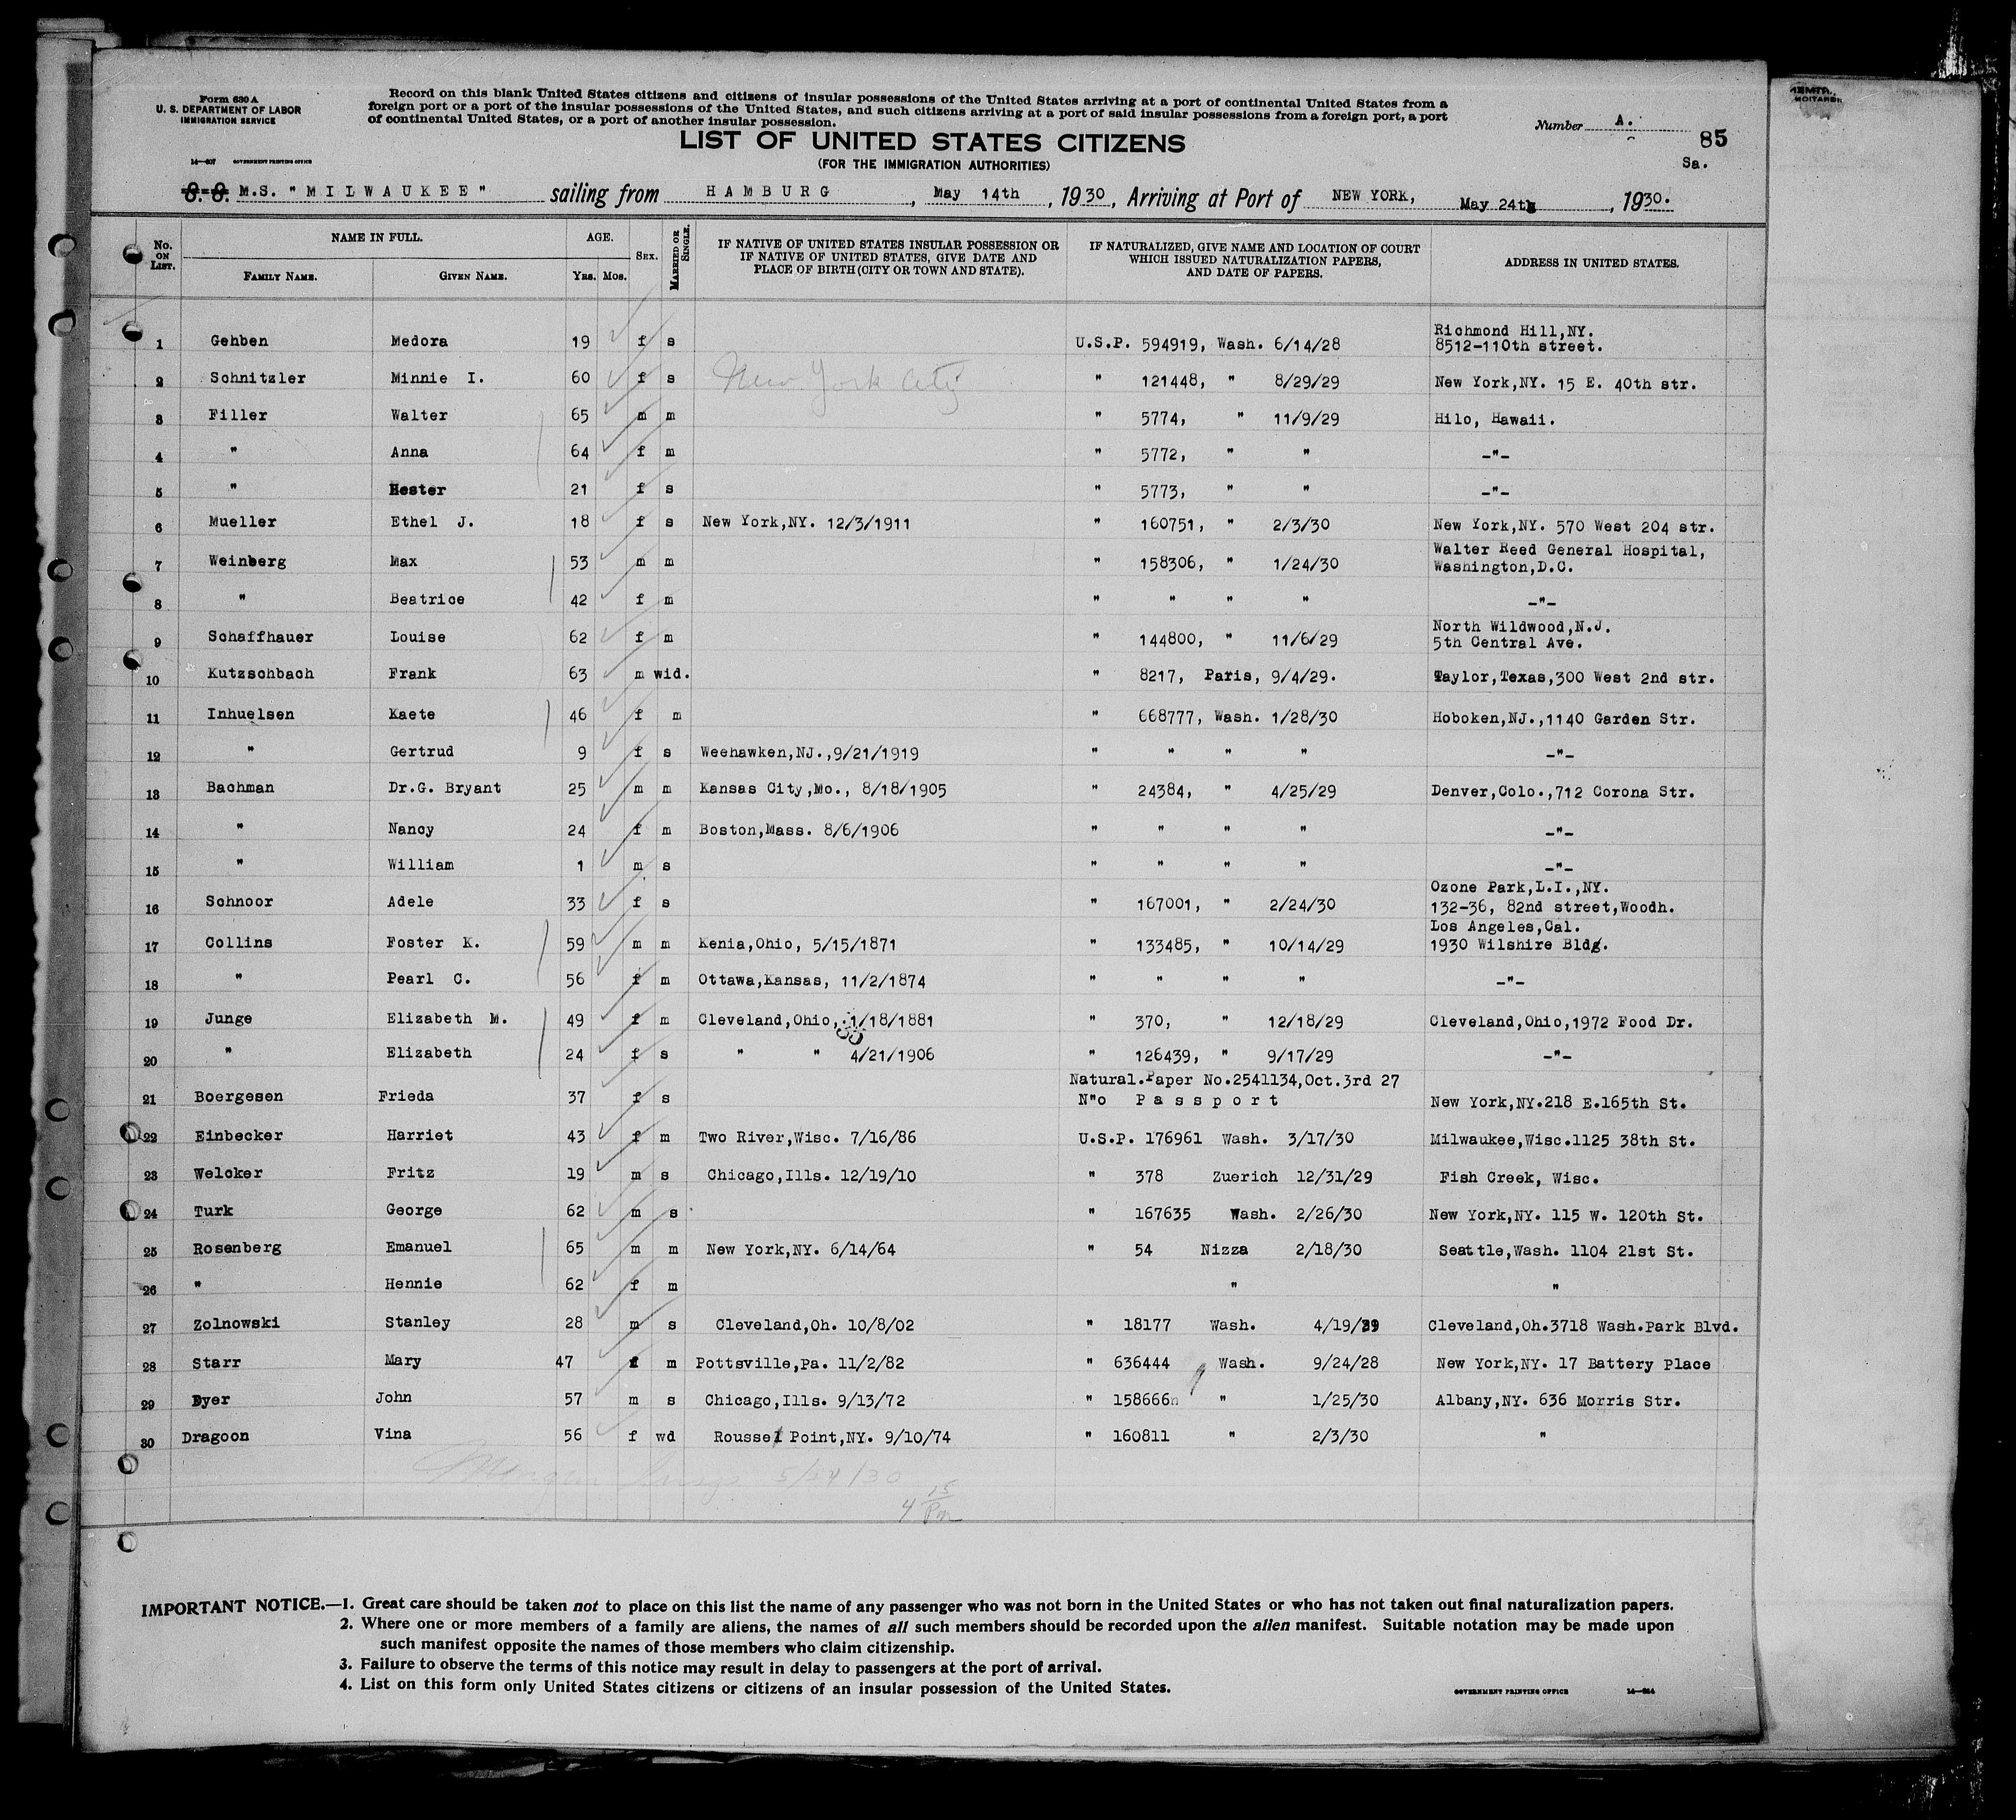 Form 630 A
U. S. DEPARTMENT OF LABOR
IMMIGRATION SERVICE
14—607 GOVERNMENT PRINTING OFFICE
Record on this blank United States citizens and citizens of insular possessions of the United States arriving at a port of continental United States from a
foreign port or a port of the insular possessions of the United States, and such citizens arriving at a port of said insular possessions from a foreign port, a port
of continental United States, or a port of another insular possession.
Number A.
85
Sa.
LIST OF UNITED STATES CITIZENS
(FOR THE IMMIGRATION AUTHORITIES)
S. S. M.S. "MILWAUKEE" sailing from HAMBURG, May 14th, 1930, Arriving at Port of NEW YORK, May 24th, 1930.
No. ON LIST. NAME IN FULL. FAMILY NAME. GIVEN NAME. AGE. YRS. MOS. SEX. MARRIED OR SINGLE. IF NATIVE OF UNITED STATES INSULAR POSSESSION OR IF NATIVE OF UNITED STATES, GIVE DATE AND PLACE OF BIRTH (CITY OR TOWN AND STATE). IF NATURALIZED, GIVE NAME AND LOCATION OF COURT WHICH ISSUED NATURALIZATION PAPERS, AND DATE OF PAPERS. ADDRESS IN UNITED STATES.
1 Gehben Medora 19 f s U.S.P. 594919, Wash. 6/14/28 Richmond Hill,NY. 8512-110th street.
2 Schnitzler Minnie I. 60 f s New York City " 121448, " 8/29/29 New York,NY. 15 E. 40th str.
3 Filler Walter 65 m m " 5774, " 11/9/29 Hilo, Hawaii.
4 " Anna 64 f m " 5772, " " -"-
5 " Hester 21 f s " 5773, " " -"-
6 Mueller Ethel J. 18 f s New York,NY. 12/3/1911 " 160751, " 2/3/30 New York,NY. 570 West 204 str.
7 Weinberg Max 53 m m " 158306, " 1/24/30 Walter Reed General Hospital, Washington,D.C.
8 " Beatrice 42 f m " " " " -"-
9 Schaffhauer Louise 62 f m " 144800, " 11/6/29 North Wildwood,N.J. 5th Central Ave.
10 Kutzschbach Frank 63 m wid. " 8217, Paris, 9/4/29. Taylor,Texas,300 West 2nd str.
11 Inhuelsen Kaete 46 f m " 668777, Wash. 1/28/30 Hoboken,NJ.,1140 Garden Str.
12 " Gertrud 9 f s Weehawken,NJ.,9/21/1919 " " " " -"-
13 Bachman Dr.G. Bryant 25 m m Kansas City,Mo., 8/18/1905 " 24384, " 4/25/29 Denver,Colo.,712 Corona Str.
14 " Nancy 24 f m Boston,Mass. 8/6/1906 " " " " -"-
15 " William 1 m s " " " " -"-
16 Schnoor Adele 33 f s " 167001, " 2/24/30 Ozone Park,L.I.,NY. 132-36, 82nd street,Woodh.
17 Collins Foster K. 59 m m Kenia,Ohio, 5/15/1871 " 133485, " 10/14/29 Los Angeles,Cal. 1930 Wilshire Bldg.
18 " Pearl C. 56 f m Ottawa,Kansas, 11/2/1874 " " " " -"-
19 Junge Elizabeth M. 49 f m Cleveland,Ohio, 1/18/1881 " 370, " 12/18/29 Cleveland,Ohio,1972 Food Dr.
20 " Elizabeth 24 f s " " 4/21/1906 " 126439, " 9/17/29 -"-
21 Boergesen Frieda 37 f s Natural.Paper No.2541134,Oct.3rd 27 N"o Passport New York,NY.218 E.165th St.
22 Einbecker Harriet 43 f m Two River,Wisc. 7/16/86 U.S.P. 176961 Wash. 3/17/30 Milwaukee,Wisc.1125 38th St.
23 Welcker Fritz 19 m s Chicago,Ills. 12/19/10 " 378 Zuerich 12/31/29 Fish Creek, Wisc.
24 Turk George 62 m s " 167635 Wash. 2/26/30 New York,NY. 115 W. 120th St.
25 Rosenberg Emanuel 65 m m New York,NY. 6/14/64 " 54 Nizza 2/18/30 Seattle,Wash. 1104 21st St.
26 " Hennie 62 f m " "
27 Zolnowski Stanley 28 m s Cleveland,Oh. 10/8/02 " 18177 Wash. 4/19/29 Cleveland,Oh.3718 Wash.Park Blvd.
28 Starr Mary 47 f m Pottsville,Pa. 11/2/82 " 636444 Wash. 9/24/28 New York,NY. 17 Battery Place
29 Dyer John 57 m s Chicago,Ills. 9/13/72 " 158666 " 1/25/30 Albany,NY. 636 Morris Str.
30 Dragoon Vina 56 f wd Roussel Point,NY. 9/10/74 " 160811 " 2/3/30 "
5/24/30
4 15 Pm
IMPORTANT NOTICE.—1. Great care should be taken not to place on this list the name of any passenger who was not born in the United States or who has not taken out final naturalization papers.
2. Where one or more members of a family are aliens, the names of all such members should be recorded upon the alien manifest. Suitable notation may be made upon
such manifest opposite the names of those members who claim citizenship.
3. Failure to observe the terms of this notice may result in delay to passengers at the port of arrival.
4. List on this form only United States citizens or citizens of an insular possession of the United States.
GOVERNMENT PRINTING OFFICE